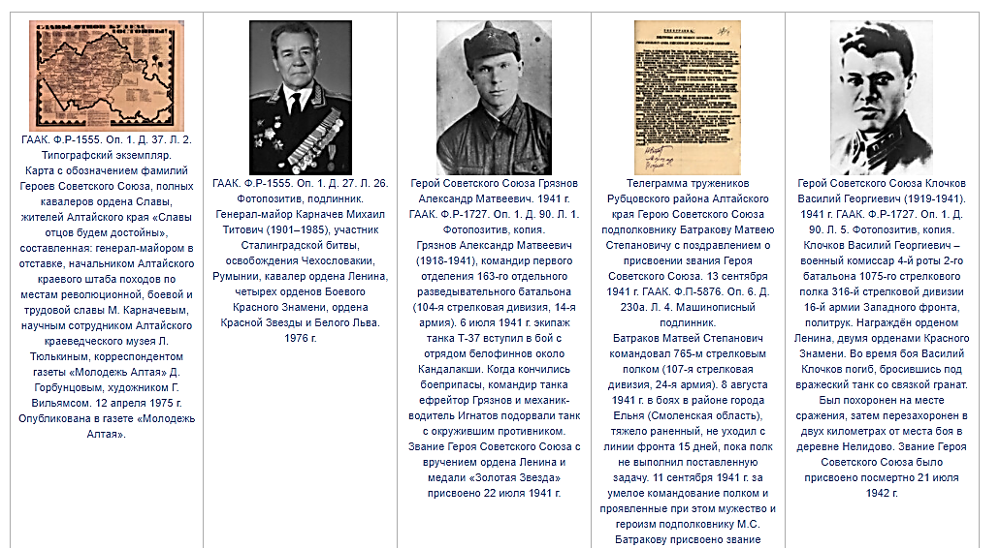 СЛАВЫ ОТЦОВ БУДЕМ ДОСТОЙНЫ!
ГААК. Ф.Р-1555. Оп. 1. Д. 37. Л. 2.
Типографский экземпляр.
Карта с обозначением фамилий
Героев Советского Союза, полных
кавалеров ордена Славы,
жителей Алтайского края «Славы
отцов будем достойны»,
составленная: генерал-майором в
отставке, начальником Алтайского
краевого штаба походов по
местам революционной, боевой и
трудовой славы М. Карначевым,
научным сотрудником Алтайского
краеведческого музея Л.
Тюлькиным, корреспондентом
газеты «Молодежь Алтая» Д.
Горбунцовым, художником Г.
Вильямсом. 12 апреля 1975 г.
Опубликована в газете «Молодежь
Алтая».
ГААК. Ф.Р-1555. Оп. 1. Д. 27. Л. 26.
Фотопозитив, подлинник.
Генерал-майор Карначев Михаил
Титович (1901–1985), участник
Сталинградской битвы,
освобождения Чехословакии,
Румынии, кавалер ордена Ленина,
четырех орденов Боевого
Красного Знамени, ордена
Красной Звезды и Белого Льва.
1976 г.
Герой Советского Союза Грязнов
Александр Матвеевич. 1941 г.
ГААК. Ф.Р-1727. Оп. 1. Д. 90. Л. 1.
Фотопозитив, копия.
Грязнов Александр Матвеевич
(1918-1941), командир первого
отделения 163-го отдельного
разведывательного батальона
(104-я стрелковая дивизия, 14-я
армия). 6 июля 1941 г. экипаж
танка Т-37 вступил в бой с
отрядом белофиннов около
Кандалакши. Когда кончились
боеприпасы, командир танка
ефрейтор Грязнов и механик-
водитель Игнатов подорвали танк
с окружившим противником.
Звание Героя Советского Союза с
вручением ордена Ленина и
медали «Золотая Звезда»
присвоено 22 июля 1941 г.
Телеграмма тружеников
Рубцовского района Алтайского
края Герою Советского Союза
подполковнику Батракову Матвею
Степановичу с поздравлением о
присвоении звания Героя
Советского Союза. 13 сентября
1941 г. ГААК. Ф.П-5876. Оп. 6. Д.
230а. Л. 4. Машинописный
подлинник.
Батраков Матвей Степанович
командовал 765-м стрелковым
полком (107-я стрелковая
дивизия, 24-я армия). 8 августа
1941 г. в боях в районе города
Ельня (Смоленская область),
тяжело раненный, не уходил с
линии фронта 15 дней, пока полк
не выполнил поставленную
задачу. 11 сентября 1941 г. за
умелое командование полком и
проявленные при этом мужество и
героизм подполковнику М.С.
Батракову присвоено звание
Герой Советского Союза Клочков
Василий Георгиевич (1919-1941).
1941 г. ГААК. Ф.Р-1727. Оп. 1. Д.
90. Л. 5. Фотопозитив, копия.
Клочков Василий Георгиевич –
военный комиссар 4-й роты 2-го
батальона 1075-го стрелкового
полка 316-й стрелковой дивизии
16-й армии Западного фронта,
политрук. Награждён орденом
Ленина, двумя орденами Красного
Знамени. Во время боя Василий
Клочков погиб, бросившись под
вражеский танк со связкой гранат.
Был похоронен на месте
сражения, затем перезахоронен в
двух километрах от места боя в
деревне Нелидово. Звание Героя
Советского Союза было
присвоено посмертно 21 июля
1942 г.